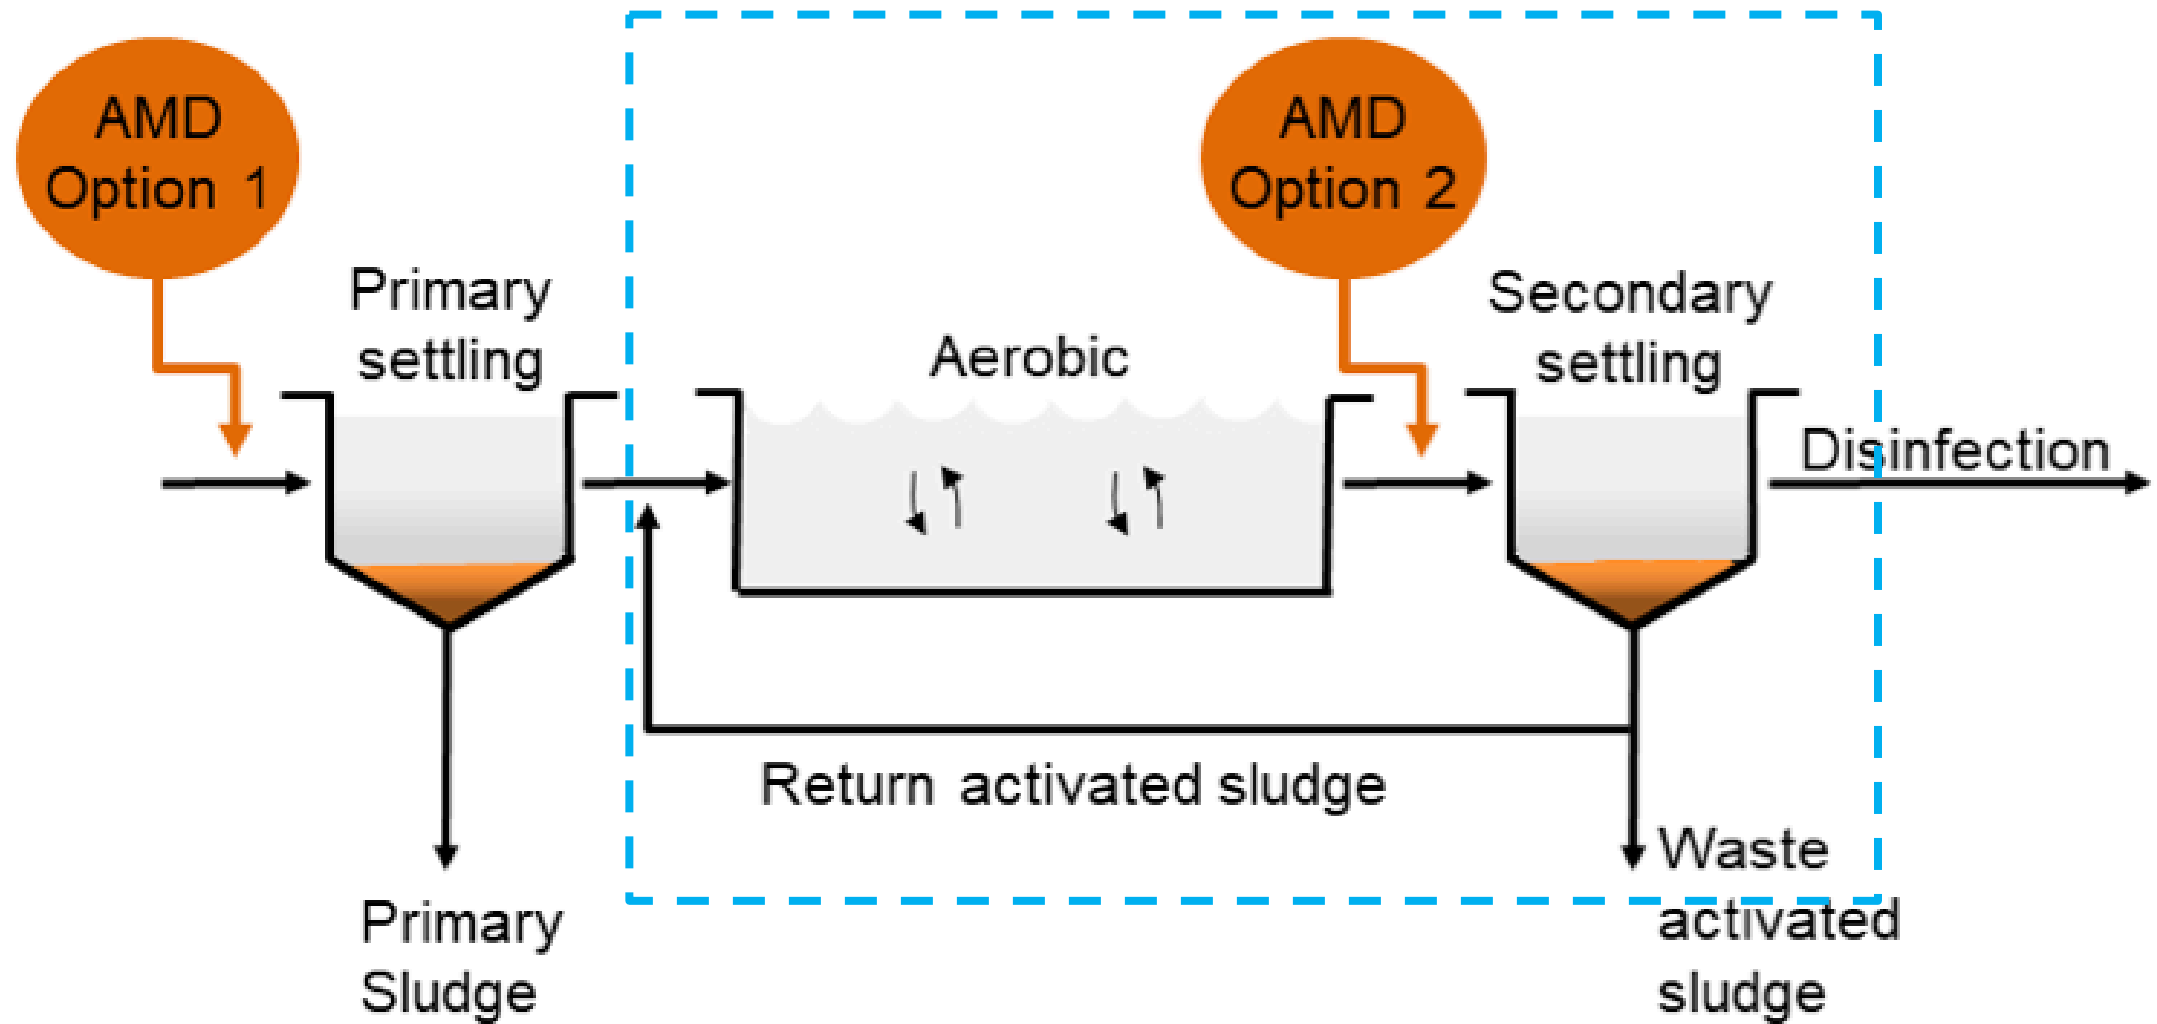 AMD
Option 1
AMD
Option 2
Primary
settling
Aerobic
Secondary
settling
Disinfection
Return activated sludge
Waste
activated
sludge
Primary
Sludge